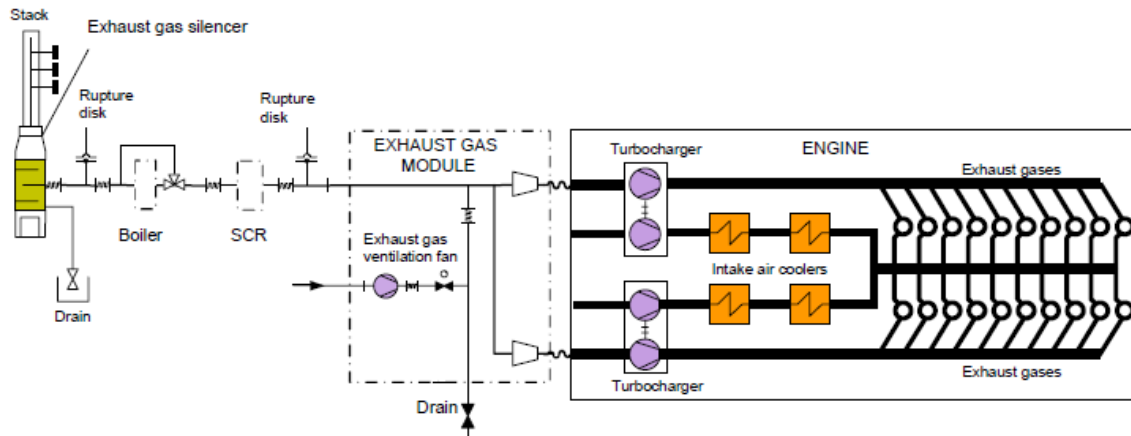 Stack
Exhaust gas silencer
Rupture
disk
Rupture
disk
EXHAUST GAS
MODULE
Turbocharger
ENGINE
Exhaust gases
Boiler
SCR
Exhaust gas
ventilation fan
Intake air coolers
Drain
Turbocharger
Exhaust gases
Drain